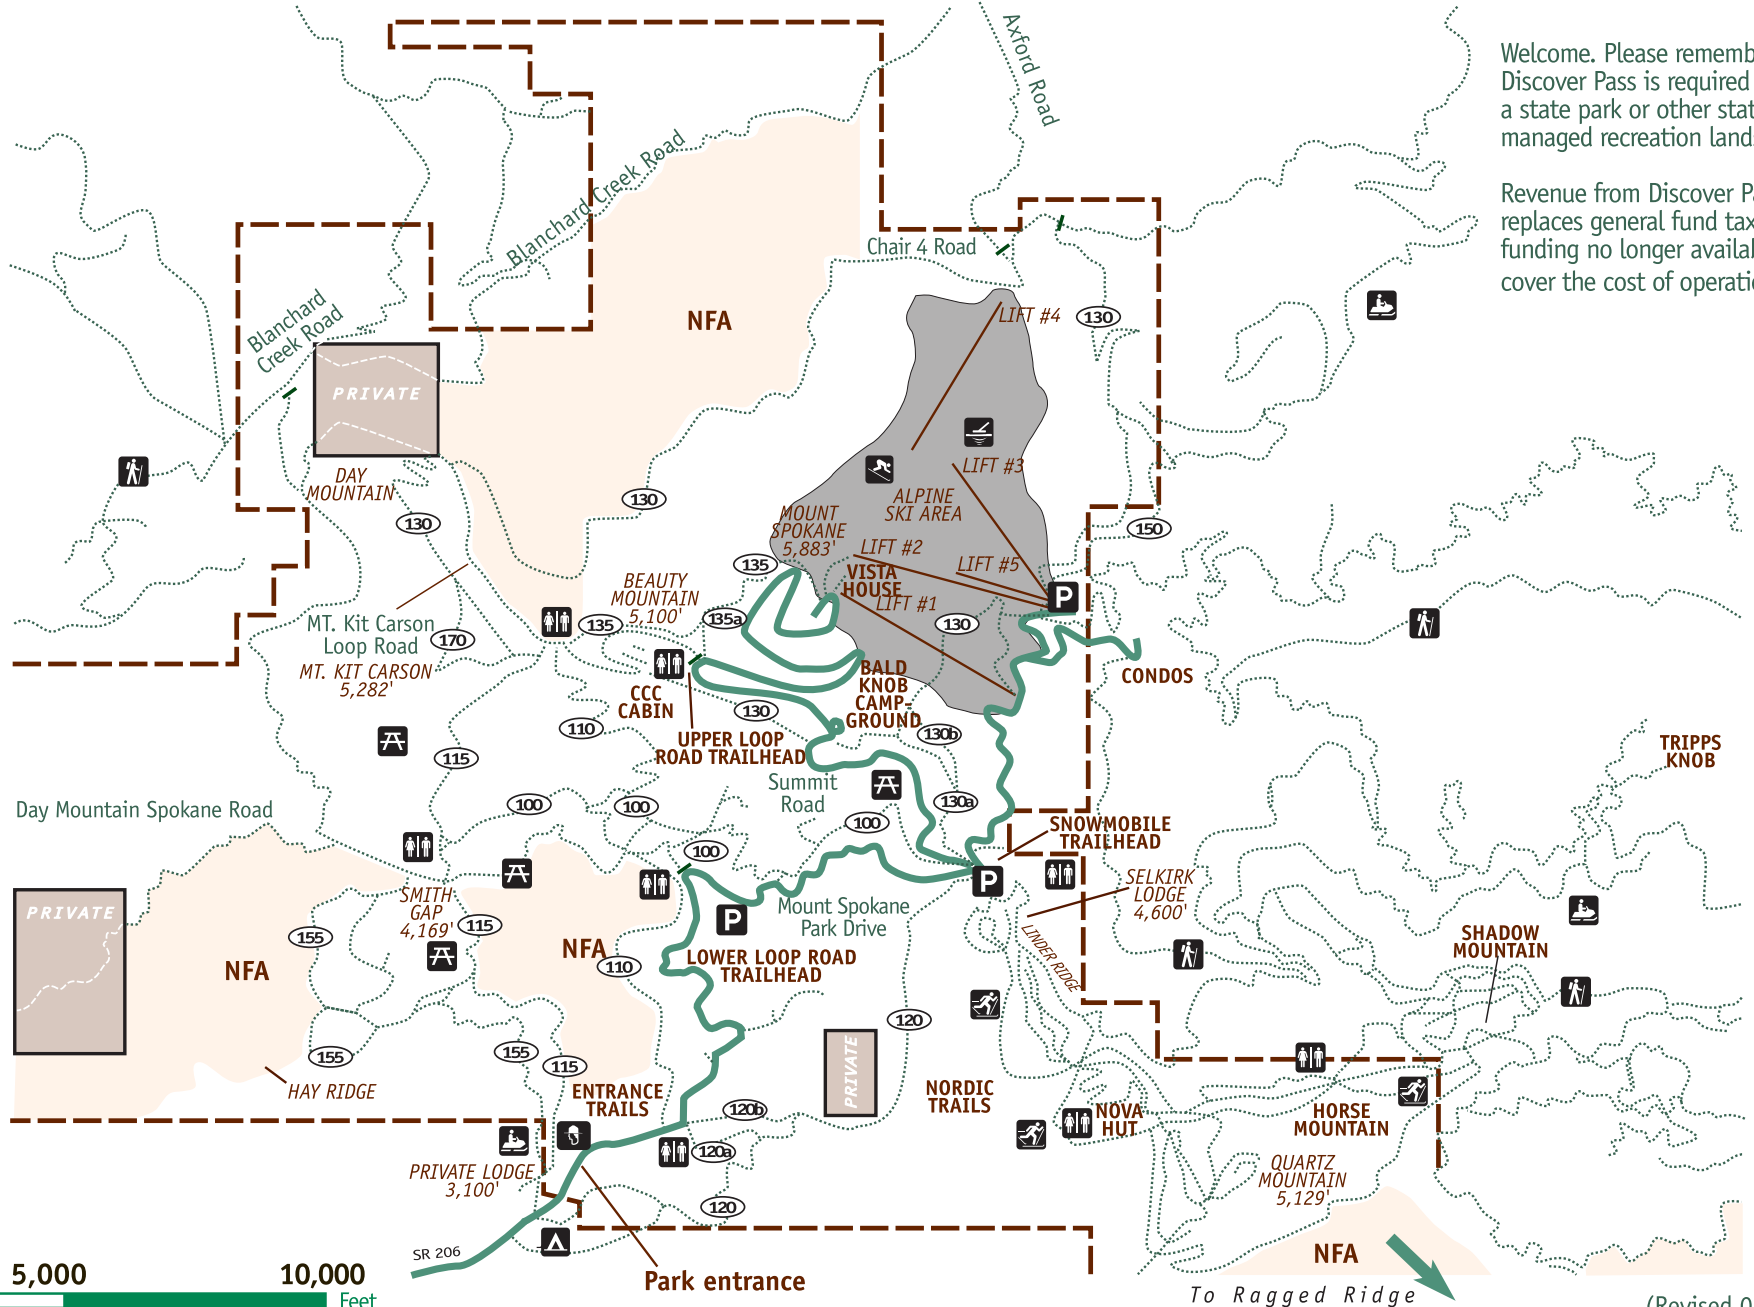 Welcome. Please rememb
Discover Pass is required
a state park or other stat
managed recreation land
Revenue from Discover Pa
replaces general fund tax
funding no longer availab
cover the cost of operati
Axford Road
Blanchard Creek Road
Chair 4 Road
NFA
LIFT #4
130
Blanchard
Creek Road
PRIVATE
DAY
MOUNTAIN
130
130
LIFT #3
ALPINE
SKI AREA
MOUNT
SPOKANE
5,883'
LIFT #2
LIFT #5
VISTA
HOUSE
LIFT #1
150
P
135
BEAUTY
MOUNTAIN
5,100'
135a
135
130
MT. Kit Carson
Loop Road
170
MT. KIT CARSON
5,282'
CCC
CABIN
BALD
KNOB
CAMP-
GROUND
CONDOS
130
110
UPPER LOOP
ROAD TRAILHEAD
130b
115
TRIPPS
KNOB
Summit
Road
Day Mountain Spokane Road
100
100
100
130a
SNOWMOBILE
TRAILHEAD
100
P
SELKIRK
LODGE
4,600'
SMITH
GAP
4,169'
PRIVATE
P
Mount Spokane
Park Drive
115
155
NFA
NFA
110
LOWER LOOP ROAD
TRAILHEAD
LINDER RIDGE
SHADOW
MOUNTAIN
120
PRIVATE
155
155
115
HAY RIDGE
ENTRANCE
TRAILS
NORDIC
TRAILS
120b
NOVA
HUT
HORSE
MOUNTAIN
120a
PRIVATE LODGE
3,100'
QUARTZ
MOUNTAIN
5,129'
120
SR 206
NFA
Park entrance
5,000
10,000
Feet
To Ragged Ridge
(Revised 0